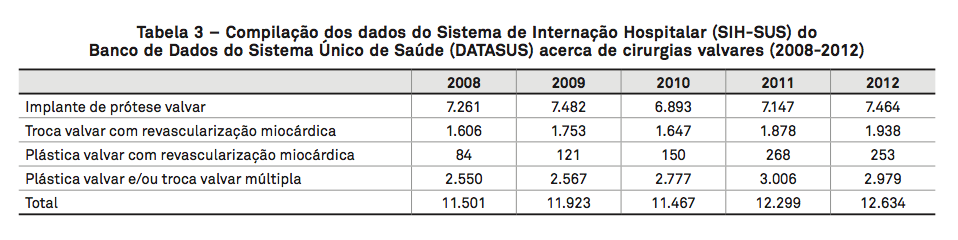 Tabela 3 – Compilação dos dados do Sistema de Internação Hospitalar (SIH-SUS) do
Banco de Dados do Sistema Único de Saúde (DATASUS) acerca de cirurgias valvares (2008-2012)
2008 2009 2010 2011 2012
Implante de prótese valvar 7.261 7.482 6.893 7.147 7.464
Troca valvar com revascularização miocárdica 1.606 1.753 1.647 1.878 1.938
Plástica valvar com revascularização miocárdica 84 121 150 268 253
Plástica valvar e/ou troca valvar múltipla 2.550 2.567 2.777 3.006 2.979
Total 11.501 11.923 11.467 12.299 12.634